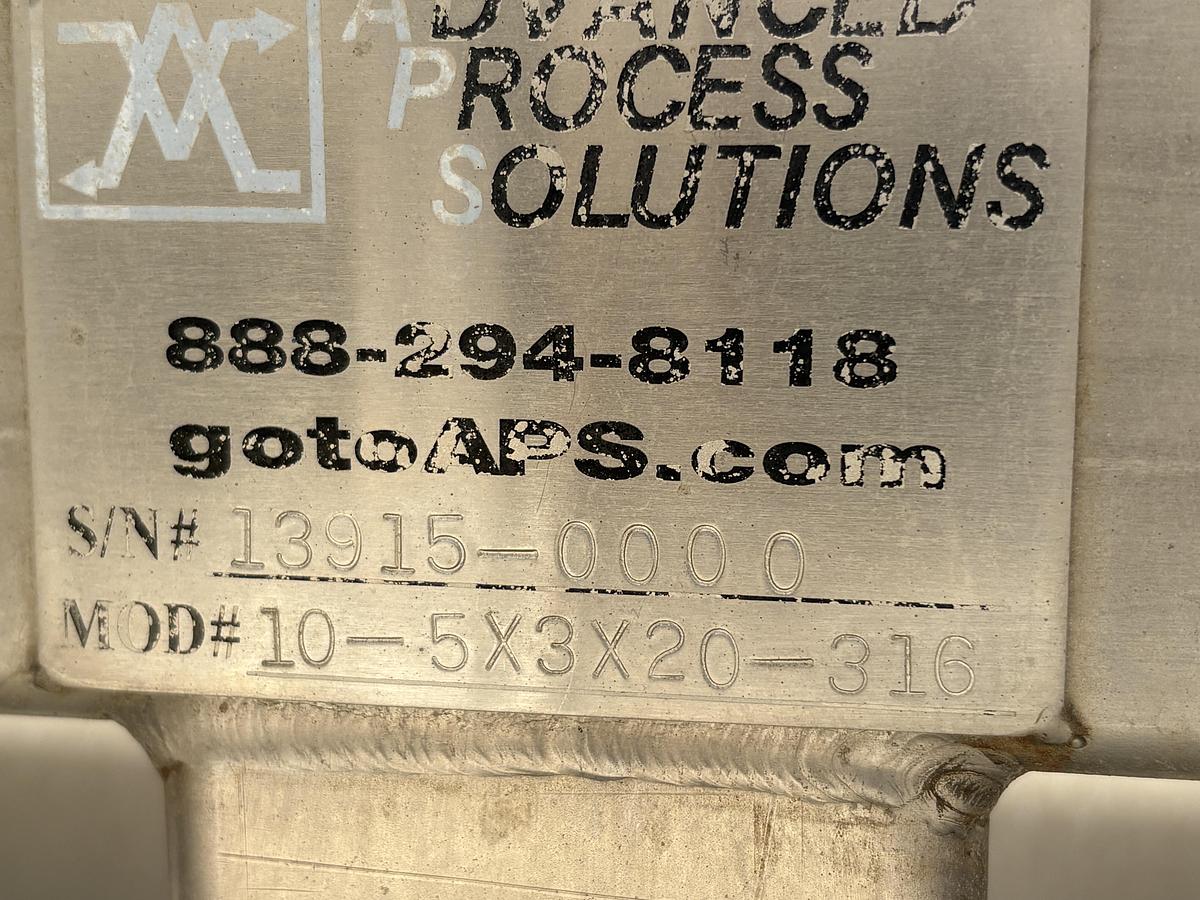 ADVANCED
PROCESS
SOLUTIONS
888-294-8118
gotoAPS.com
S/N# 13915-0000
MOD# 10-5X3X20-316